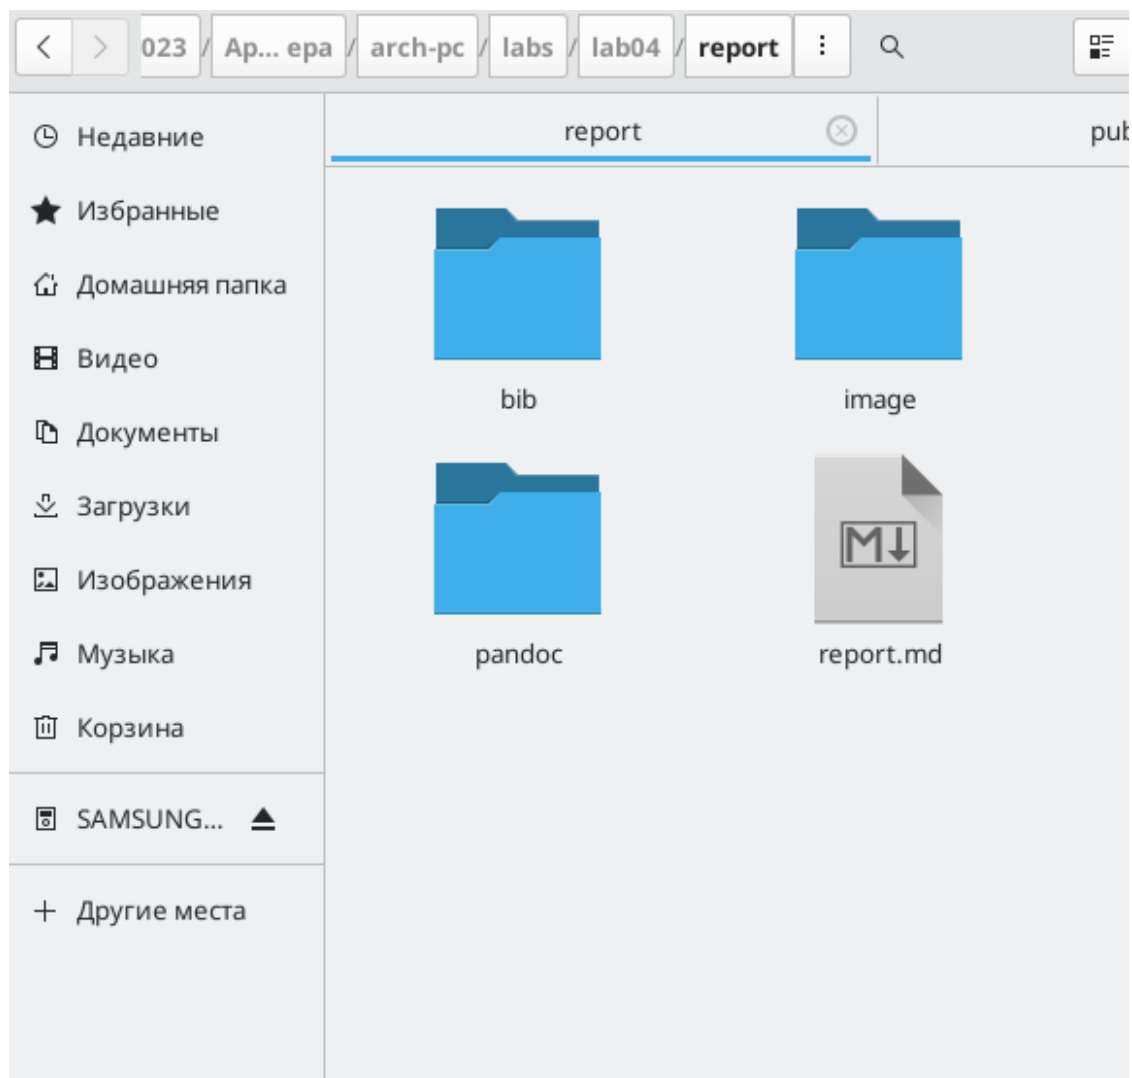 023 / Ар... ера / arch-pc / labs / lab04 / report
report
pub
Недавние
Избранные
Домашняя папка
Видео
Документы
Загрузки
Изображения
Музыка
Корзина
SAMSUNG...
Другие места
bib
image
pandoc
M
report.md